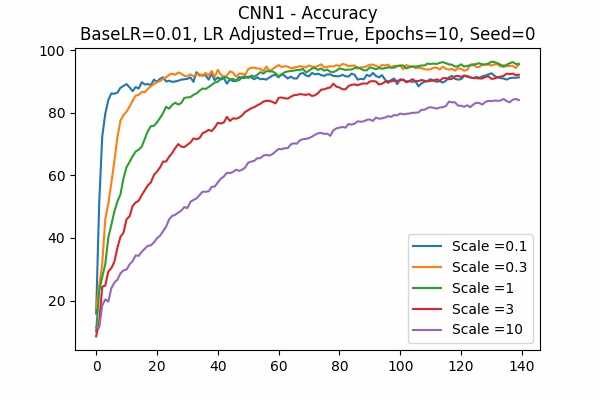 CNN1 - Accuracy
BaseLR=0.01, LR Adjusted=True, Epochs=10, Seed=0
100
80
60
40
20
0 20 40 60 80 100 120 140
Scale =0.1
Scale =0.3
Scale =1
Scale =3
Scale =10